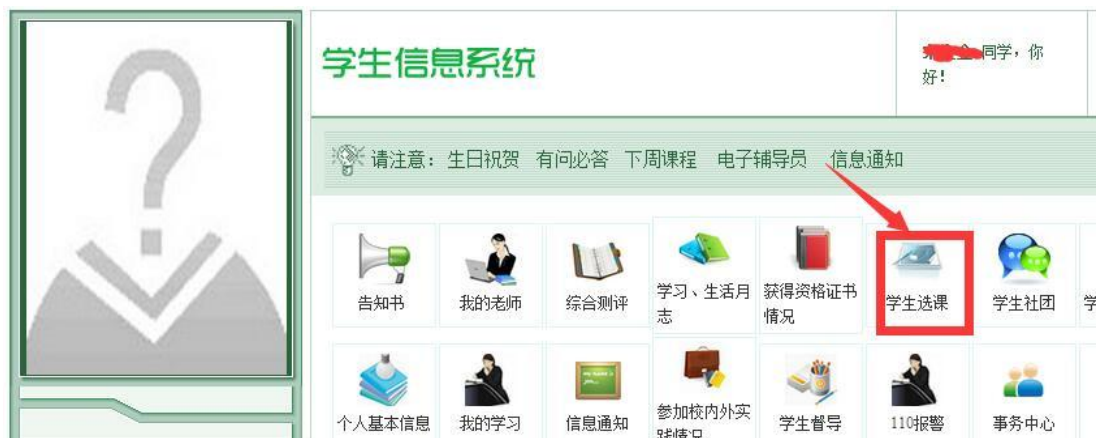 学生信息系统
同学，你
好!
请注意：生日祝贺 有问必答 下周课程 电子辅导员 信息通知
告知书
我的老师
综合测评
学习、生活月
志
获得资格证书
情况
学生选课
学生社团
学
个人基本信息
我的学习
信息通知
参加校内外实
践情况
学生督导
110报警
事务中心